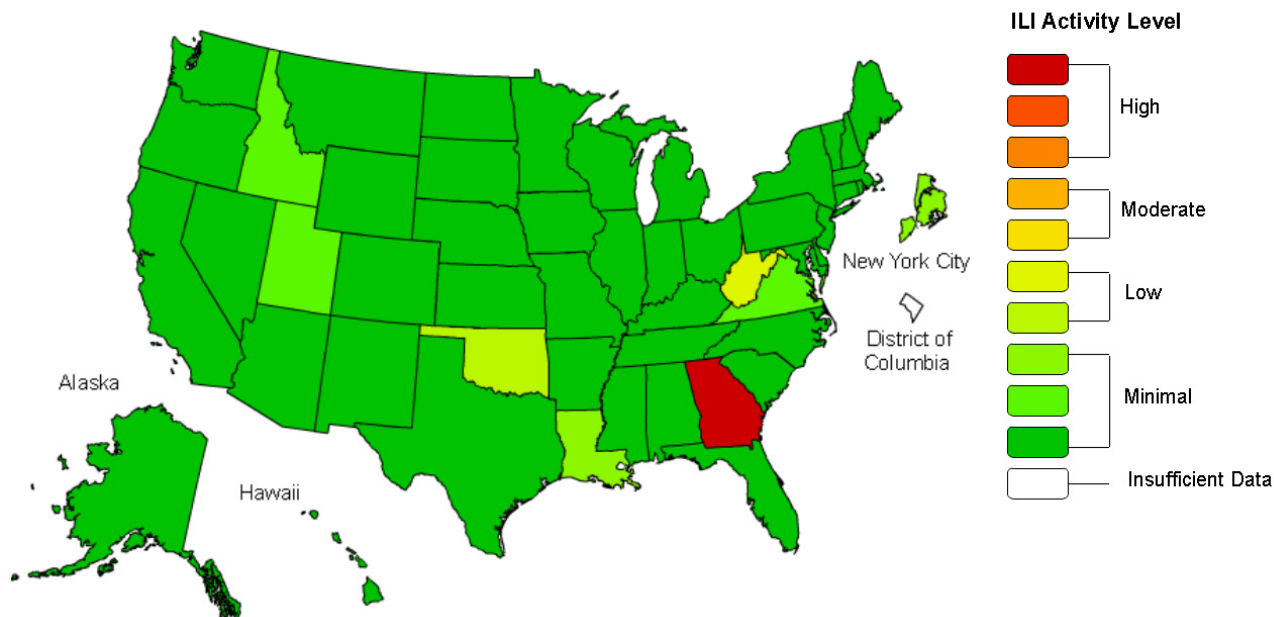 ILI Activity Level
High
Moderate
Low
Minimal
Insufficient Data
New York City
District of
Columbia
Alaska
Hawaii